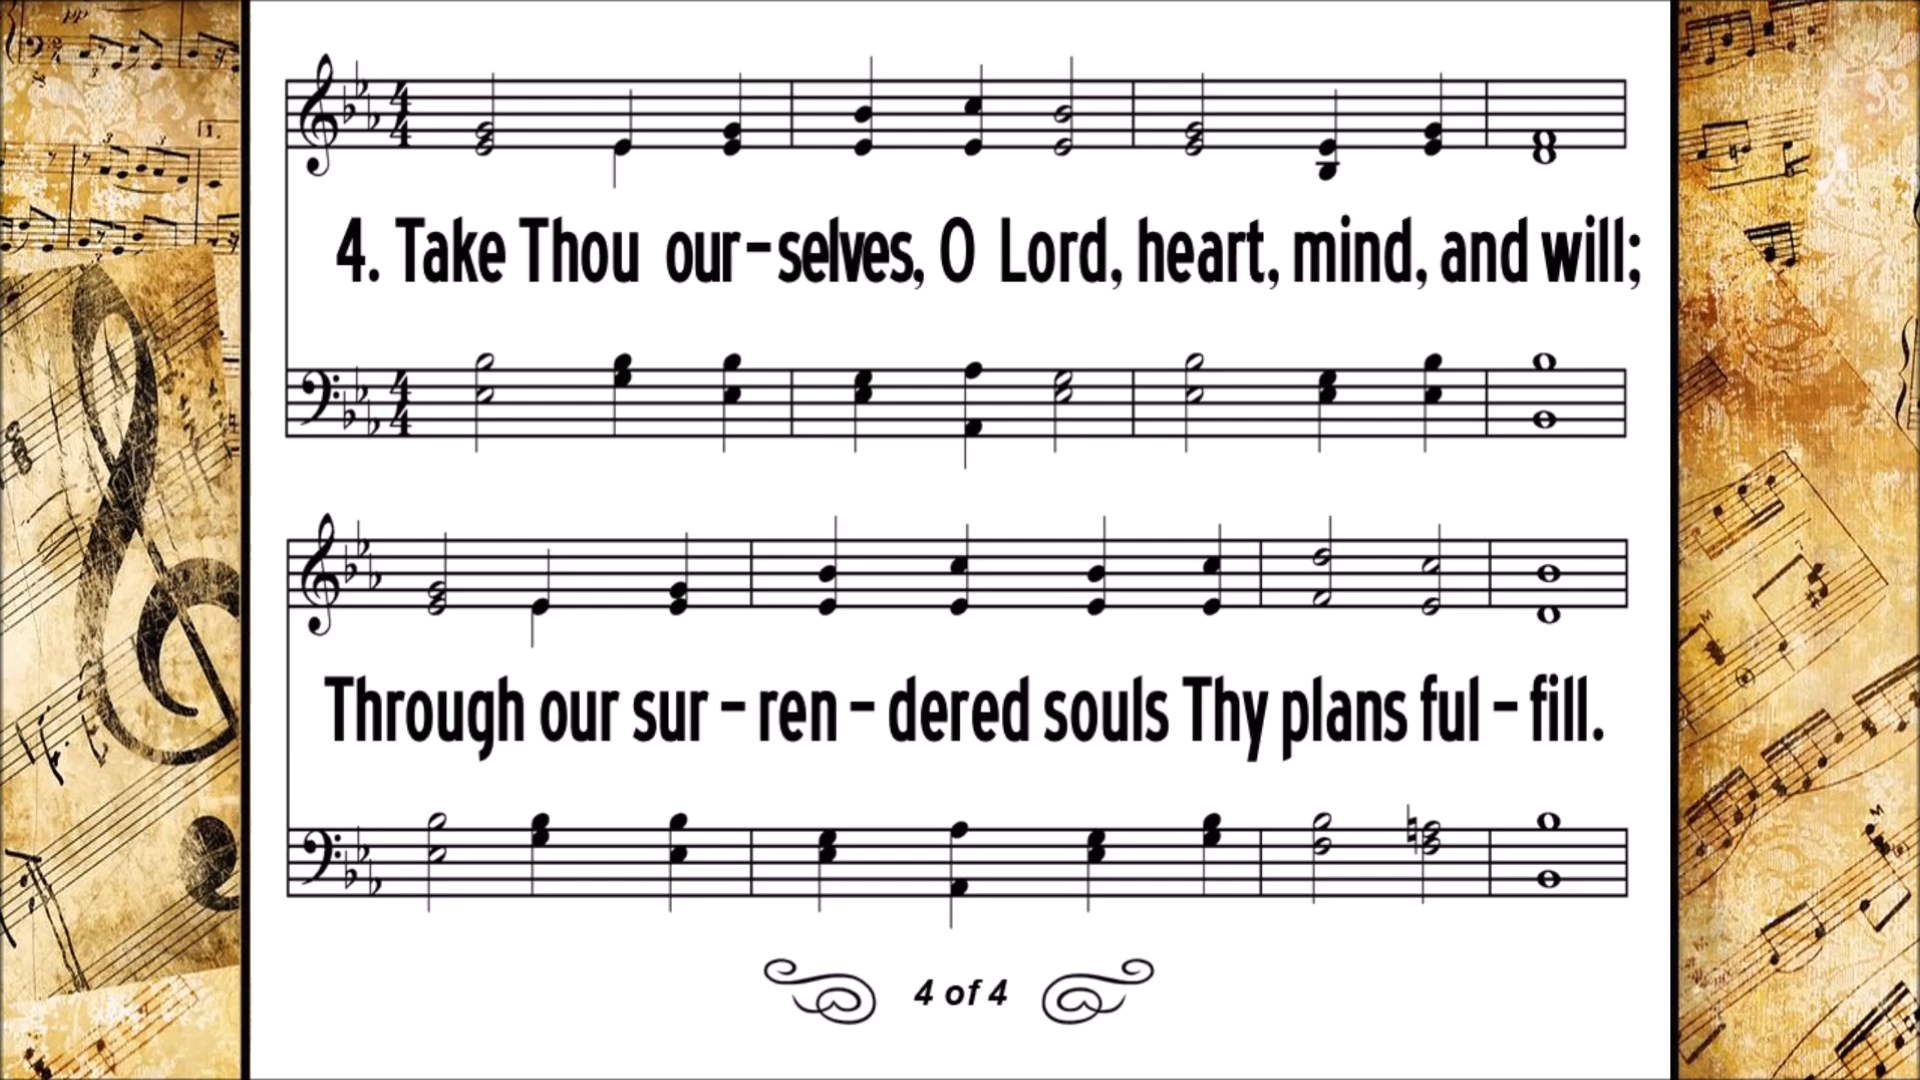 4. Take Thou our-selves, O Lord, heart, mind, and will;
Through our sur-ren-dered souls Thy plans ful-fill.
4 of 4